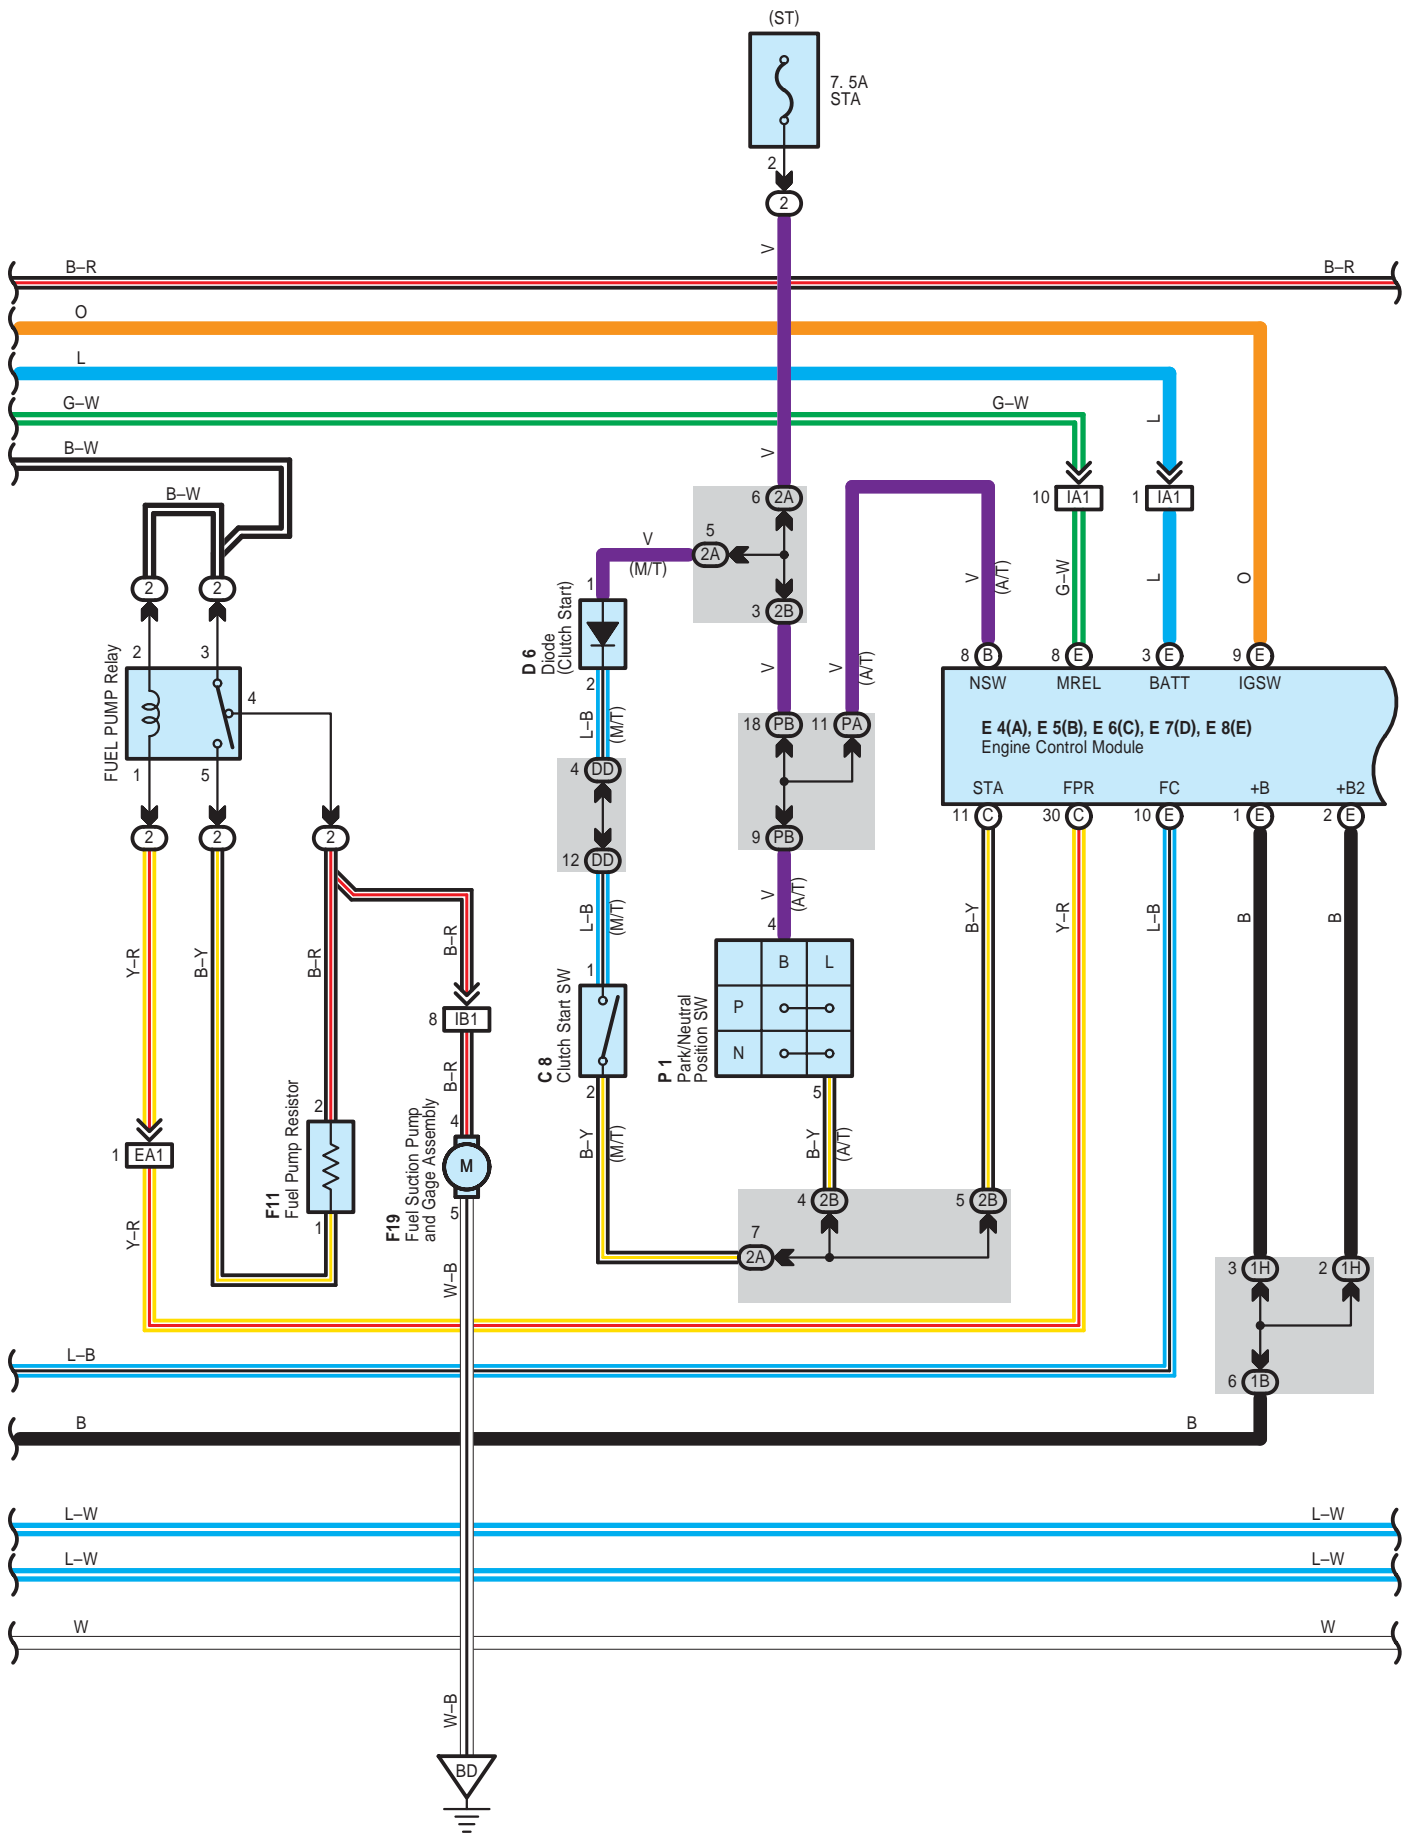 (ST)
7. 5A
STA
2
2
V
B–R
B–R
O
L
G–W
G–W
B–W
B–W
V
L
6 2A
5
2A
V
(M/T)
3 2B
10 IA1
1 IA1
V
(A/T)
G–W
L
O
2
2
2
3
4
1
5
FUEL PUMP Relay
1
D 6
Diode
(Clutch Start)
2
V
V
(A/T)
8 B
8 E
3 E
9 E
NSW
MREL
BATT
IGSW
E 4(A), E 5(B), E 6(C), E 7(D), E 8(E)
Engine Control Module
STA
FPR
FC
+B
+B2
11 C
30 C
10 E
1 E
2 E
L–B
(M/T)
18 PB
11 PA
4 DD
9 PB
12 DD
2
2
2
Y–R
B–Y
B–R
B–R
L–B
(M/T)
V
(A/T)
B–Y
Y–R
L–B
B
B
4
1
B
L
P
N
8 IB1
C 8
Clutch Start SW
P 1
Park/Neutral
Position SW
B–R
2
5
2
F11
Fuel Pump Resistor
1
4
M
5
F19
Fuel Suction Pump
and Gage Assembly
1 EA1
B–Y
(M/T)
B–Y
(A/T)
4 2B
5 2B
7
2A
Y–R
W–B
3 1H
2 1H
6 1B
L–B
B
B
L–W
L–W
L–W
L–W
W
W
W–B
BD